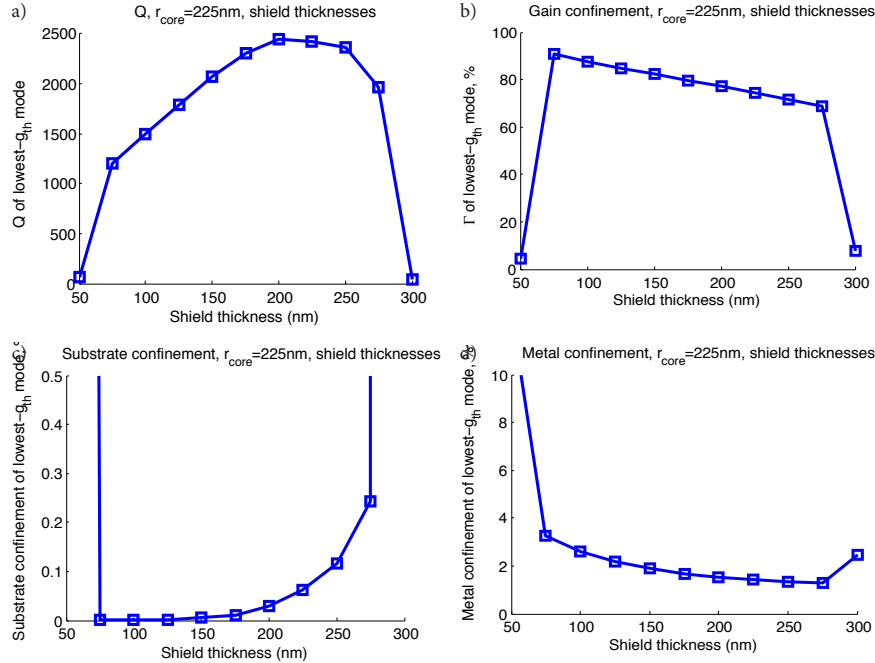 a)
Q, r_core=225nm, shield thicknesses
Q of lowest−g_th mode
2500
2000
1500
1000
500
0
50 100 150 200 250 300
Shield thickness (nm)
b)
Gain confinement, r_core=225nm, shield thicknesses
Γ of lowest−g_th mode, %
100
80
60
40
20
0
50 100 150 200 250 300
Shield thickness (nm)
Substrate confinement, r_core=225nm, shield thicknesses
Substrate confinement of lowest−g_th mode,
0.5
0.4
0.3
0.2
0.1
0
50 100 150 200 250 300
Shield thickness (nm)
d)
Metal confinement, r_core=225nm, shield thicknesses
Metal confinement of lowest−g_th mode,
10
8
6
4
2
0
50 100 150 200 250 300
Shield thickness (nm)